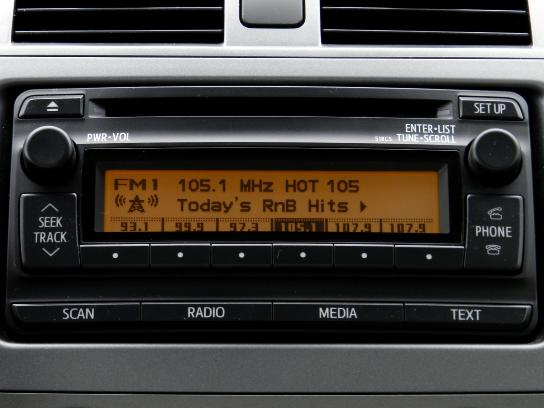 SET UP
PWR•VOL
ENTER•LIST
518C5 TUNE•SCROLL
FM1 105.1 MHz HOT 105
Today's RnB Hits
93.1 99.9 97.3 105.1 107.9 107.9
SEEK
TRACK
PHONE
SCAN RADIO MEDIA TEXT